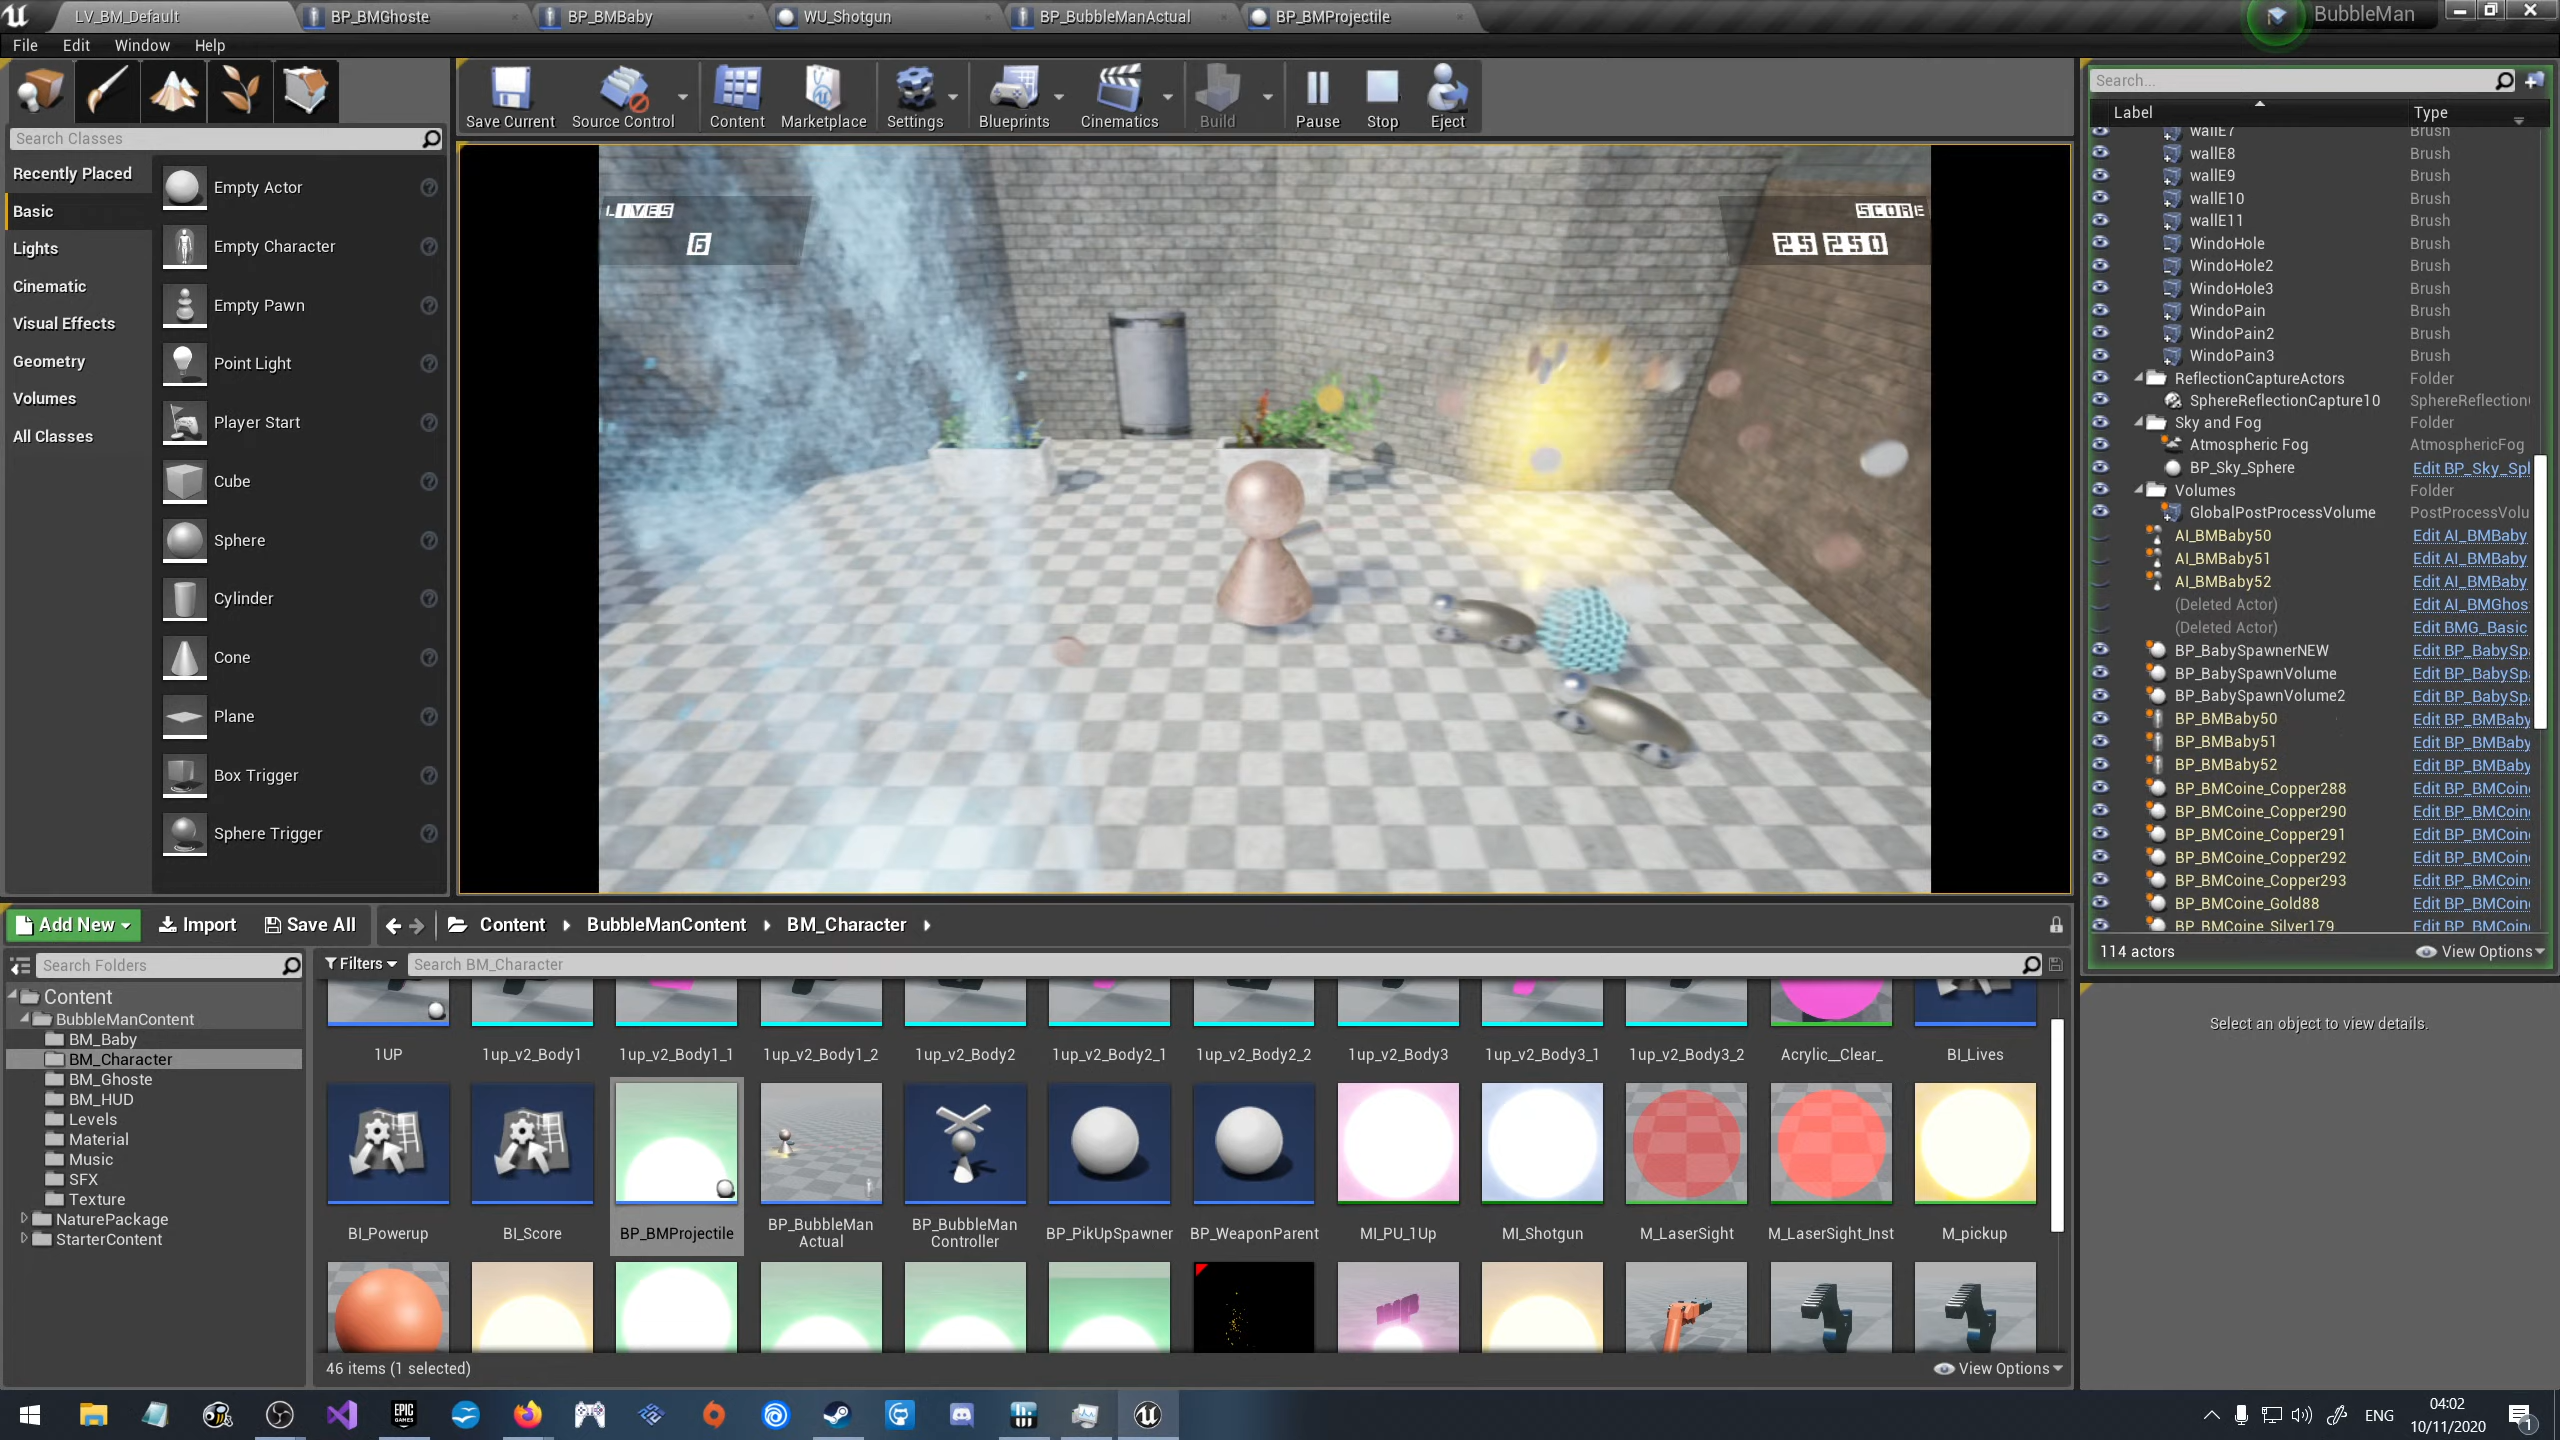 LV_BM_Default
BP_BMGhoste
BP_BMBaby
WU_Shotgun
BP_BubbleManActual
BP_BMProjectile
BubbleMan
File Edit Window Help
Search Classes
Recently Placed
Basic
Lights
Cinematic
Visual Effects
Geometry
Volumes
All Classes
Empty Actor
Empty Character
Empty Pawn
Point Light
Player Start
Cube
Sphere
Cylinder
Cone
Plane
Box Trigger
Sphere Trigger
Save Current
Source Control
Content
Marketplace
Settings
Blueprints
Cinematics
Build
Pause
Stop
Eject
LIVES
6
SCORE
25 250
Search...
Label Type
wallE7 Brush
wallE8 Brush
wallE9 Brush
wallE10 Brush
wallE11 Brush
WindoHole Brush
WindoHole2 Brush
WindoHole3 Brush
WindoPain Brush
WindoPain2 Brush
WindoPain3 Brush
ReflectionCaptureActors Folder
SphereReflectionCapture10 SphereReflection
Sky and Fog Folder
Atmospheric Fog AtmosphericFog
BP_Sky_Sphere Edit BP_Sky_Spl
Volumes Folder
GlobalPostProcessVolume PostProcessVolu
AI_BMBaby50 Edit AI_BMBaby
AI_BMBaby51 Edit AI_BMBaby
AI_BMBaby52 Edit AI_BMBaby
(Deleted Actor) Edit AI_BMGhos
(Deleted Actor) Edit BMG_Basic
BP_BabySpawnerNEW Edit BP_BabySp
BP_BabySpawnVolume Edit BP_BabySp
BP_BabySpawnVolume2 Edit BP_BabySp
BP_BMBaby50 Edit BP_BMBaby
BP_BMBaby51 Edit BP_BMBaby
BP_BMBaby52 Edit BP_BMBaby
BP_BMCoine_Copper288 Edit BP_BMCoin
BP_BMCoine_Copper290 Edit BP_BMCoin
BP_BMCoine_Copper291 Edit BP_BMCoin
BP_BMCoine_Copper292 Edit BP_BMCoin
BP_BMCoine_Copper293 Edit BP_BMCoin
BP_BMCoine_Gold88 Edit BP_BMCoin
BP_BMCoine_Silver179 Edit BP_BMCoin
114 actors View Options
Select an object to view details.
Add New Import Save All Content BubbleManContent BM_Character
Search Folders
Filters Search BM_Character
Content
BubbleManContent
BM_Baby
BM_Character
BM_Ghoste
BM_HUD
Levels
Material
Music
SFX
Texture
NaturePackage
StarterContent
1UP 1up_v2_Body1 1up_v2_Body1_1 1up_v2_Body1_2 1up_v2_Body2 1up_v2_Body2_1 1up_v2_Body2_2 1up_v2_Body3 1up_v2_Body3_1 1up_v2_Body3_2 Acrylic__Clear_ BI_Lives
BI_Powerup BI_Score BP_BMProjectile BP_BubbleMan Actual BP_BubbleMan Controller BP_PikUpSpawner BP_WeaponParent MI_PU_1Up MI_Shotgun M_LaserSight M_LaserSight_Inst M_pickup
46 items (1 selected) View Options
EPIC GAMES
ENG
04:02
10/11/2020
1